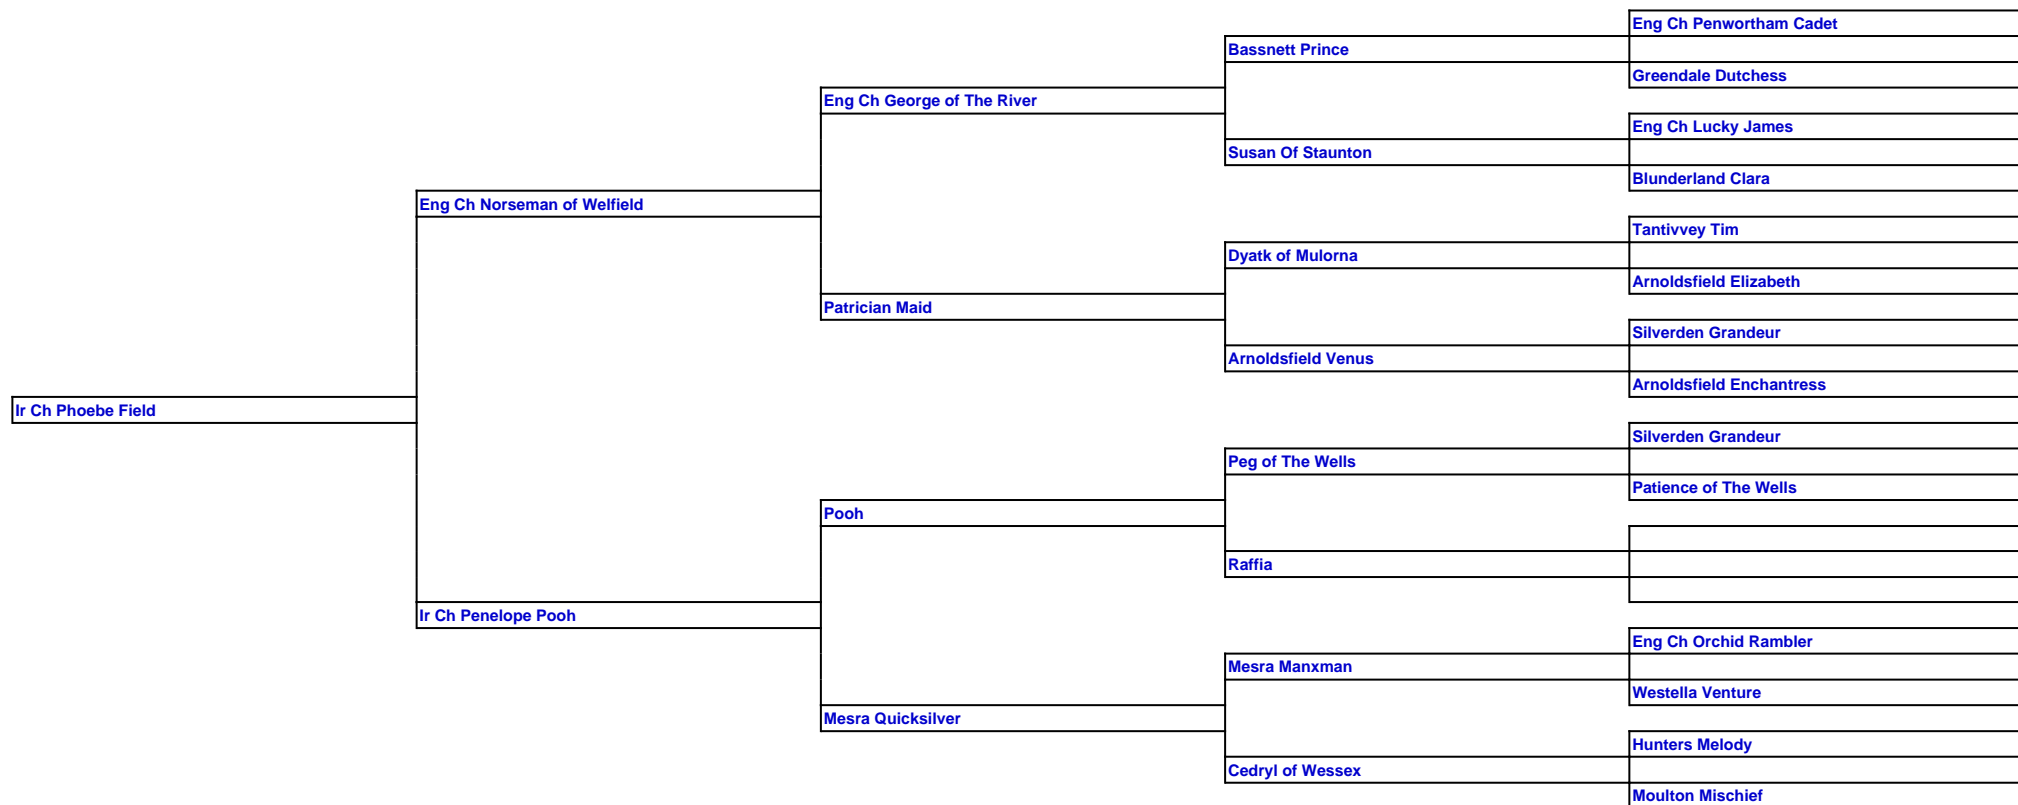 Eng Ch Penwortham Cadet
Bassnett Prince
Greendale Dutchess
Eng Ch George of The River
Eng Ch Lucky James
Susan Of Staunton
Blunderland Clara
Eng Ch Norseman of Welfield
Tantivvey Tim
Dyatk of Mulorna
Arnoldsfield Elizabeth
Patrician Maid
Silverden Grandeur
Arnoldsfield Venus
Arnoldsfield Enchantress
Ir Ch Phoebe Field
Silverden Grandeur
Peg of The Wells
Patience of The Wells
Pooh
Raffia
Ir Ch Penelope Pooh
Eng Ch Orchid Rambler
Mesra Manxman
Westella Venture
Mesra Quicksilver
Hunters Melody
Cedryl of Wessex
Moulton Mischief